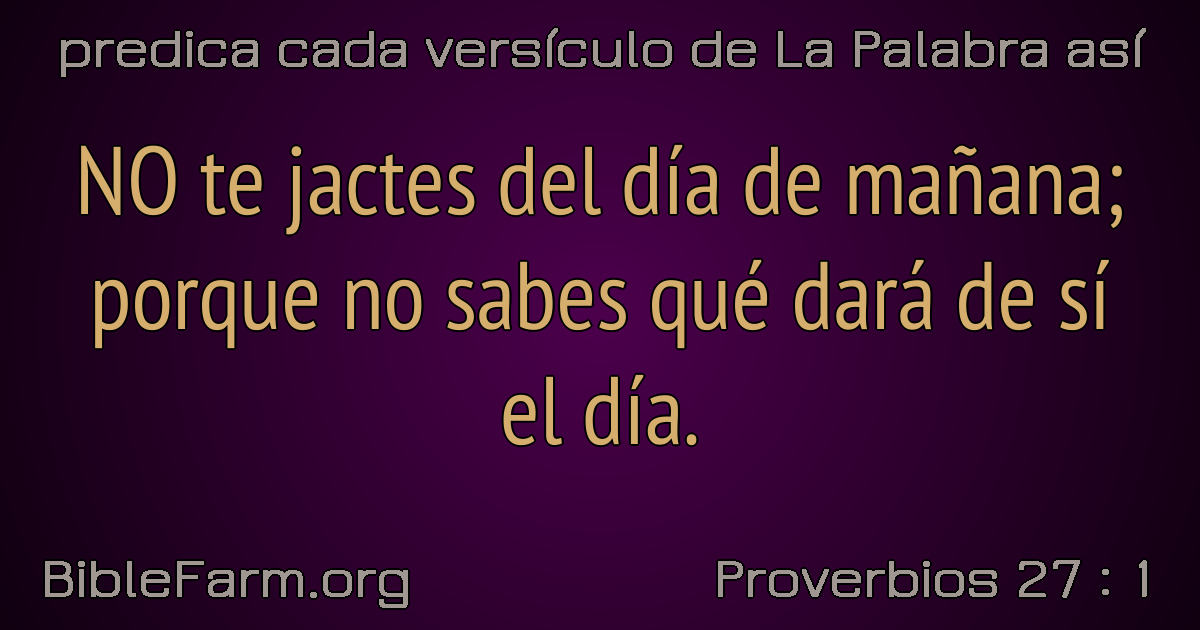 predica cada versículo de La Palabra así
NO te jactes del día de mañana;
porque no sabes qué dará de sí
el día.
BibleFarm.org
Proverbios 27 : 1